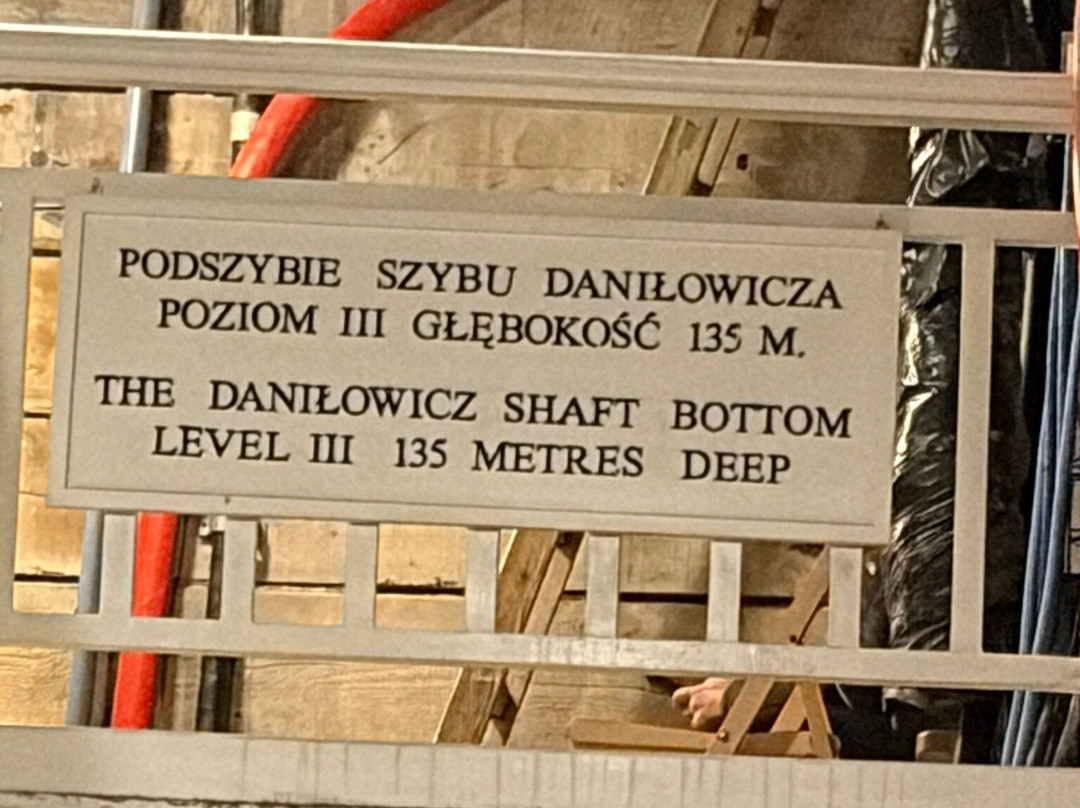 PODSZYBIE SZYBU DANIŁOWICZA
POZIOM III GŁĘBOKOŚĆ 135 M.
THE DANIŁOWICZ SHAFT BOTTOM
LEVEL III 135 METRES DEEP